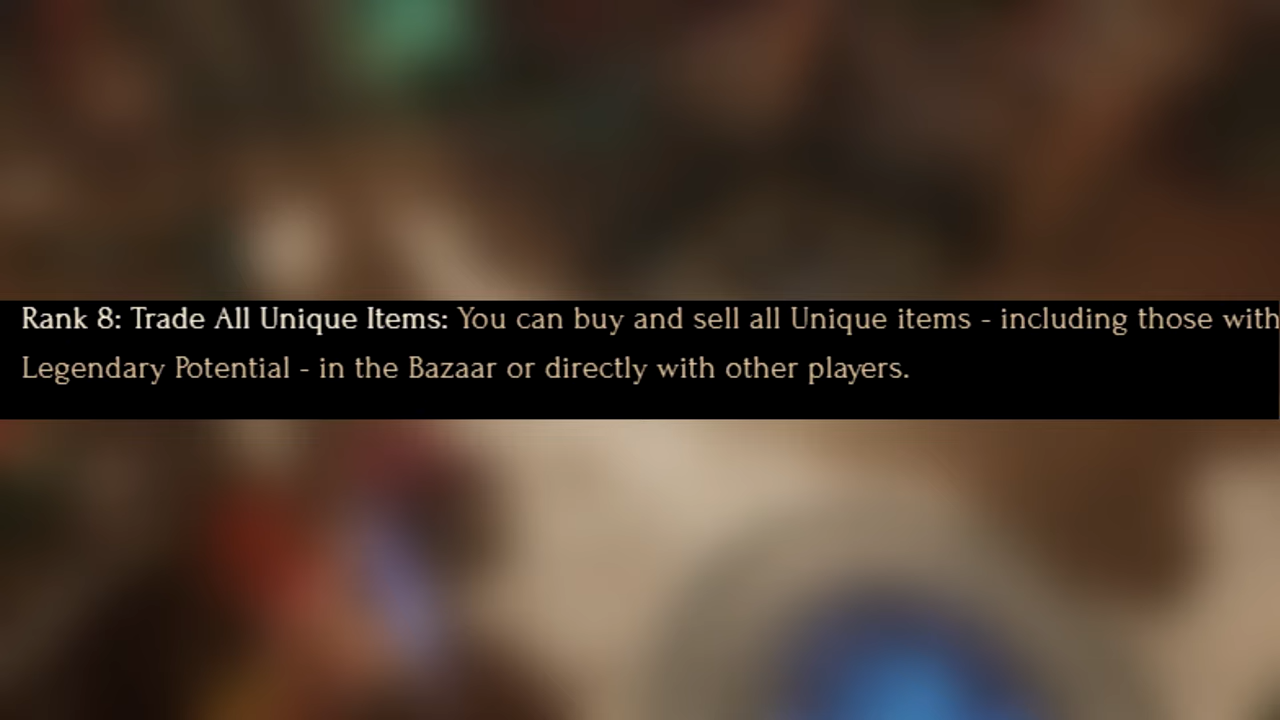 Rank 8: Trade All Unique Items: You can buy and sell all Unique items - including those with
Legendary Potential - in the Bazaar or directly with other players.